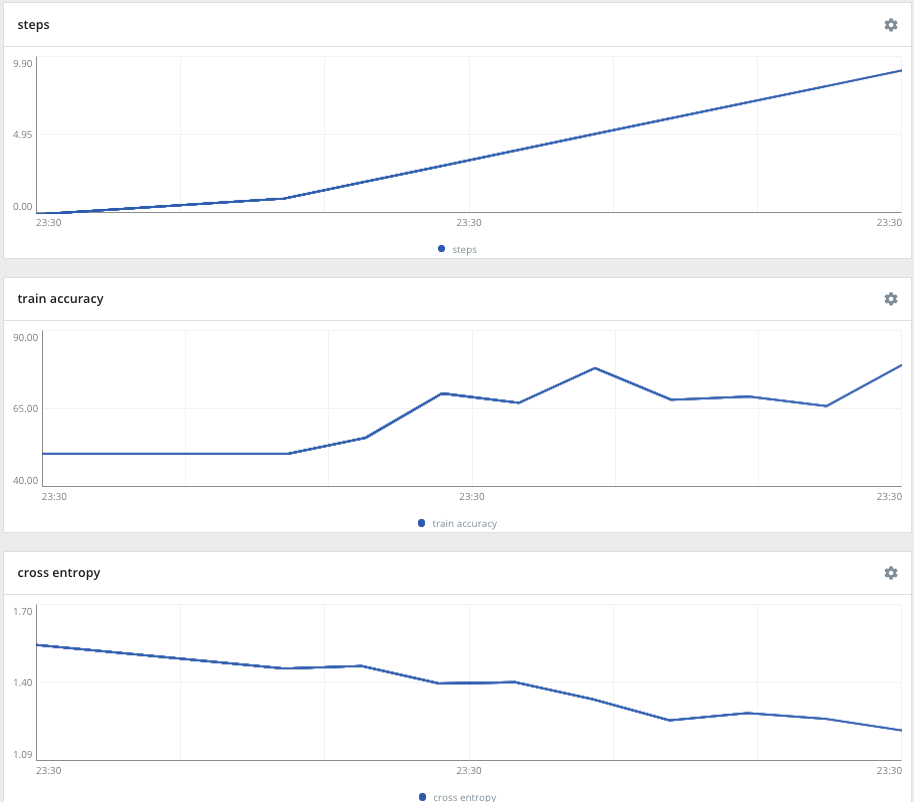 steps
9.90
4.95
0.00
23:30 23:30 23:30
steps
train accuracy
90.00
65.00
40.00
23:30 23:30 23:30
train accuracy
cross entropy
1.70
1.40
1.09
23:30 23:30 23:30
cross entropy